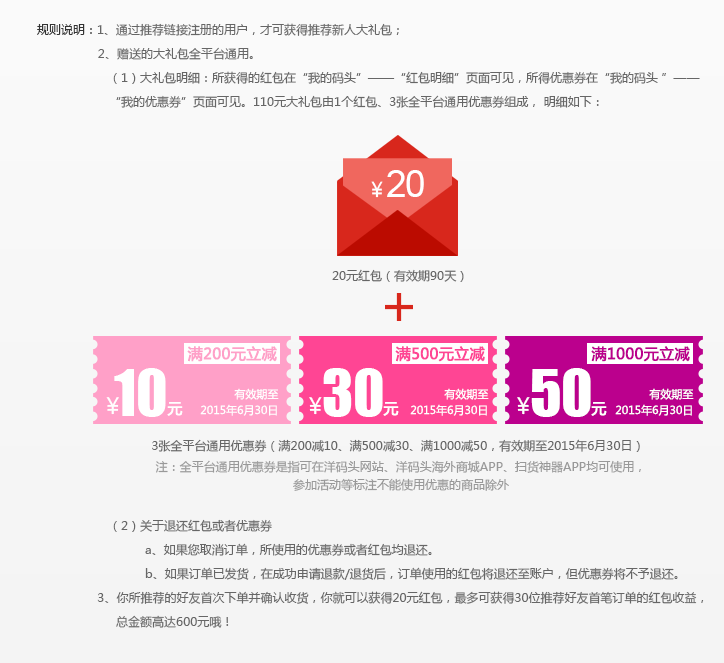 规则说明：1、通过推荐链接注册的用户，才可获得推荐新人大礼包；
2、赠送的大礼包全平台通用。
（1）大礼包明细：所获得的红包在“我的码头”——“红包明细”页面可见，所得优惠券在“我的码头 ”——
“我的优惠券”页面可见。110元大礼包由1个红包、3张全平台通用优惠券组成， 明细如下：
¥20
20元红包（有效期90天）
+
满200元立减
¥10元
有效期至
2015年6月30日
满500元立减
¥30元
有效期至
2015年6月30日
满1000元立减
¥50元
有效期至
2015年6月30日
3张全平台通用优惠券（满200减10、满500减30、满1000减50，有效期至2015年6月30日）
注：全平台通用优惠券是指可在洋码头网站、洋码头海外商城APP、扫货神器APP均可使用，
参加活动等标注不能使用优惠的商品除外
（2）关于退还红包或者优惠券
a、如果您取消订单，所使用的优惠券或者红包均退还。
b、如果订单已发货，在成功申请退款/退货后，订单使用的红包将退还至账户，但优惠券将不予退还。
3、你所推荐的好友首次下单并确认收货，你就可以获得20元红包，最多可获得30位推荐好友首笔订单的红包收益，
总金额高达600元哦！